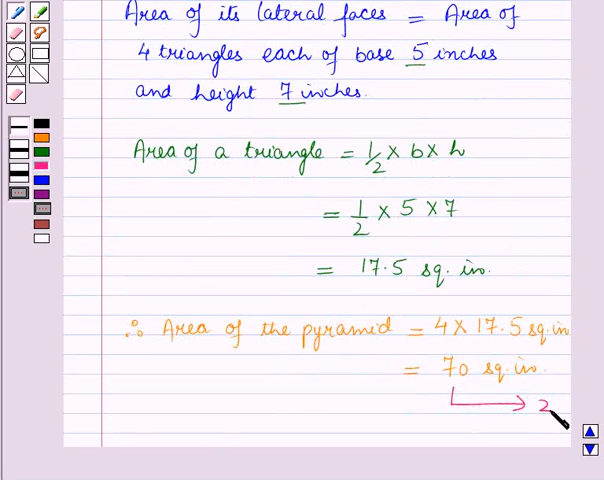 Area of its lateral faces = Area of
4 triangles each of base 5 inches
and height 7 inches.
Area of a triangle = 1/2 × b × h
= 1/2 × 5 × 7
= 17.5 sq. in.
∴ Area of the pyramid = 4 × 17.5 sq. in
= 70 sq. in.
2